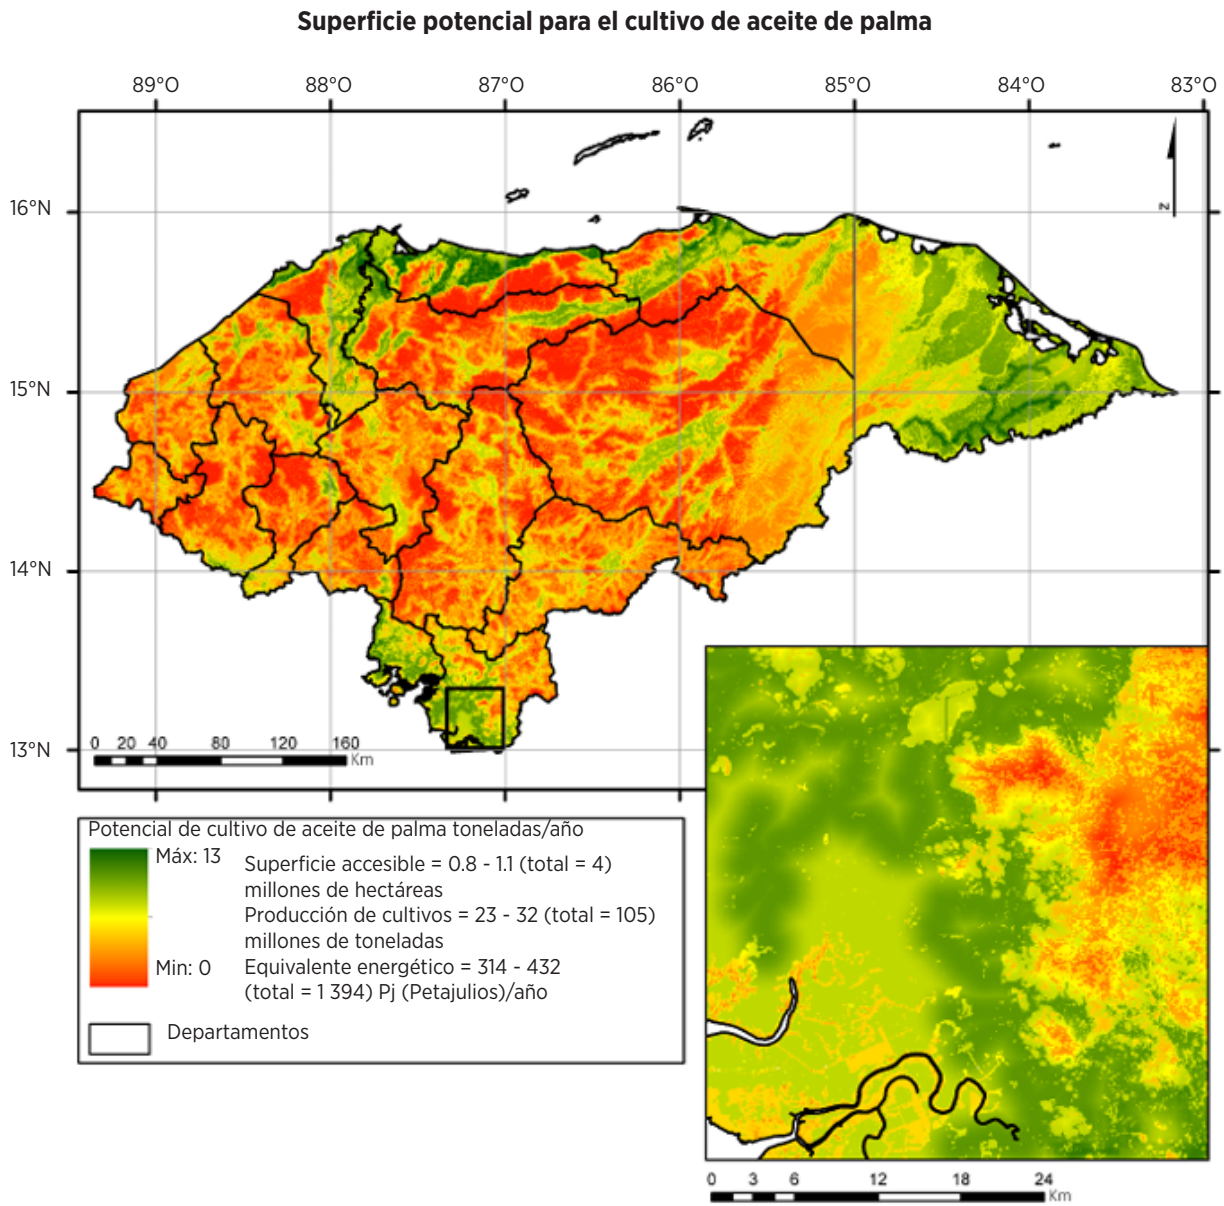 Superficie potencial para el cultivo de aceite de palma
89°O 88°O 87°O 86°O 85°O 84°O 83°O
16°N
15°N
14°N
13°N
N
0 20 40 80 120 160
Km
Potencial de cultivo de aceite de palma toneladas/año
Máx: 13
Min: 0
Superficie accesible = 0.8 - 1.1 (total = 4)
millones de hectáreas
Producción de cultivos = 23 - 32 (total = 105)
millones de toneladas
Equivalente energético = 314 - 432
(total = 1 394) Pj (Petajulios)/año
Departamentos
0 3 6 12 18 24
Km